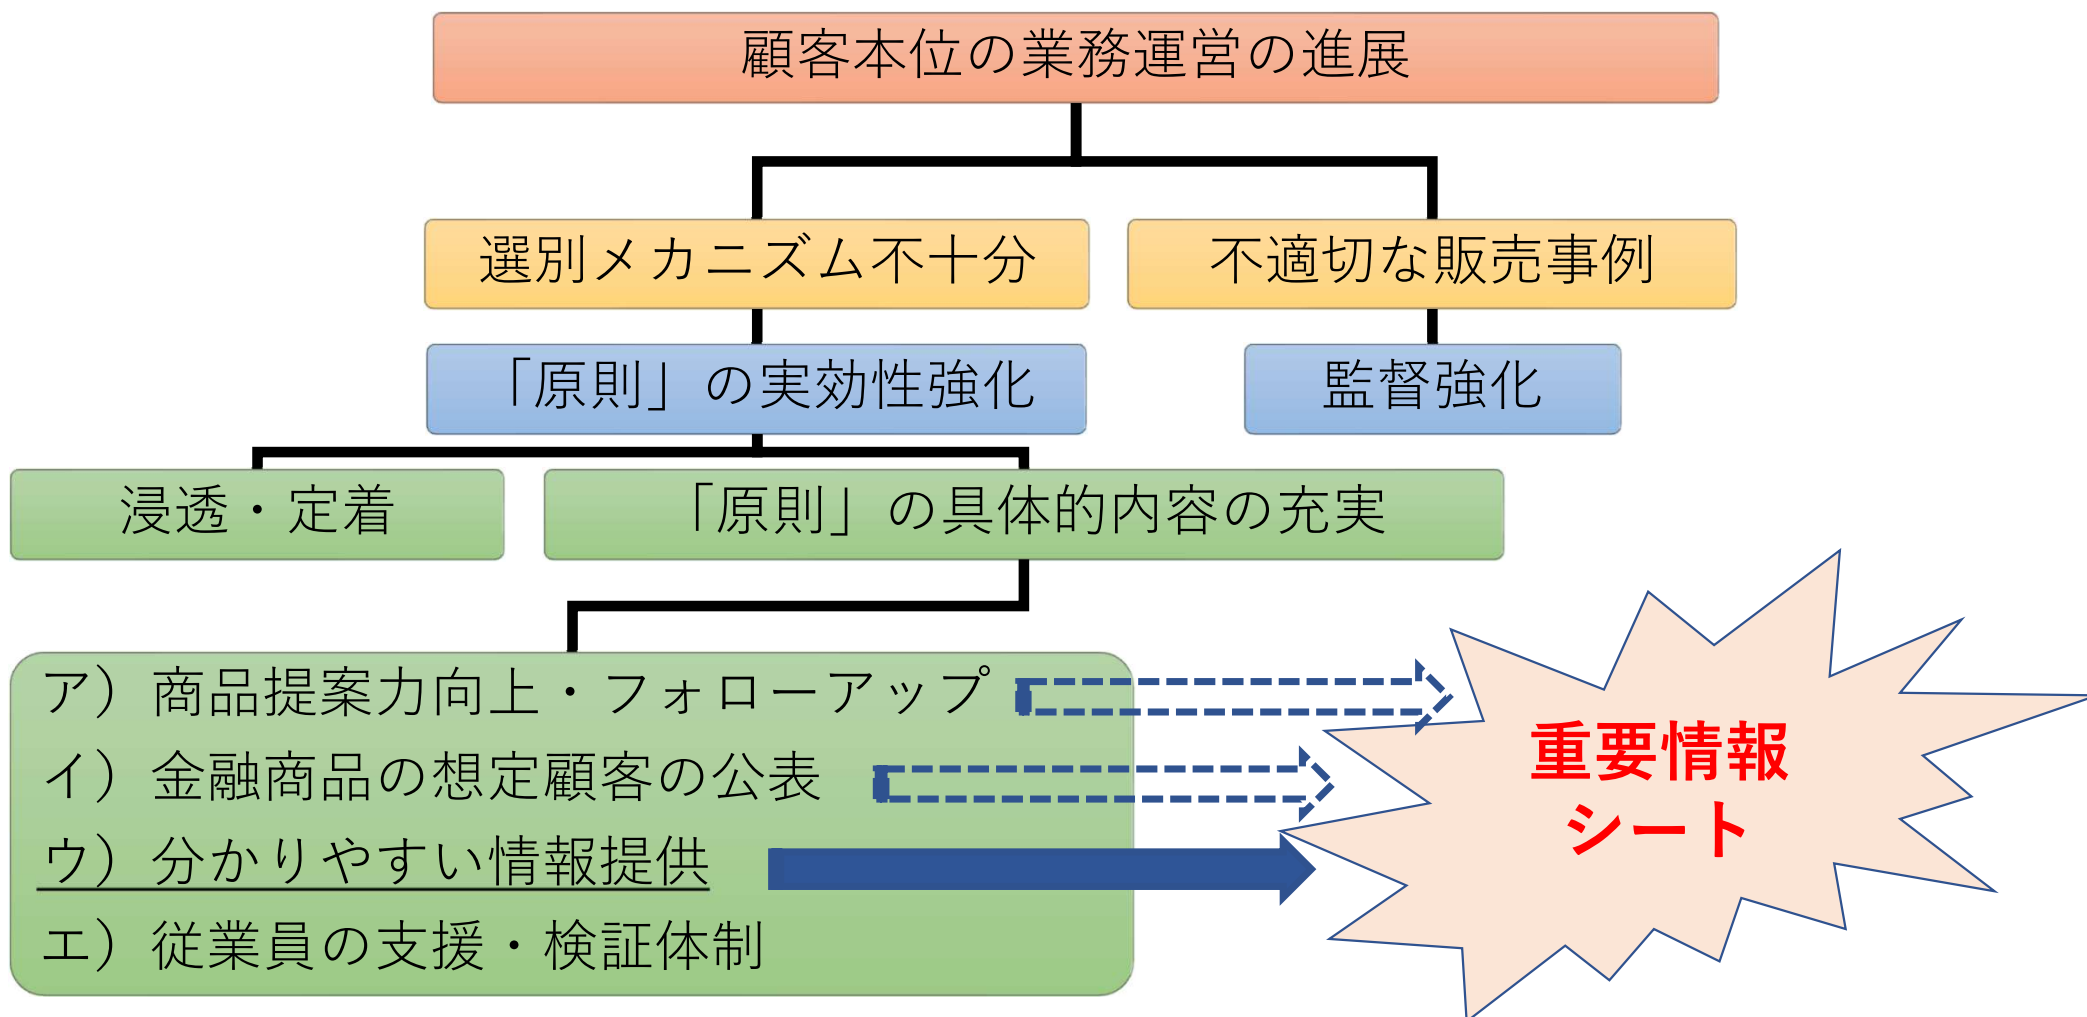 顧客本位の業務運営の進展
選別メカニズム不十分
不適切な販売事例
「原則」の実効性強化
監督強化
浸透・定着
「原則」の具体的内容の充実
ア）商品提案力向上・フォローアップ
イ）金融商品の想定顧客の公表
ウ）分かりやすい情報提供
エ）従業員の支援・検証体制
重要情報
シート